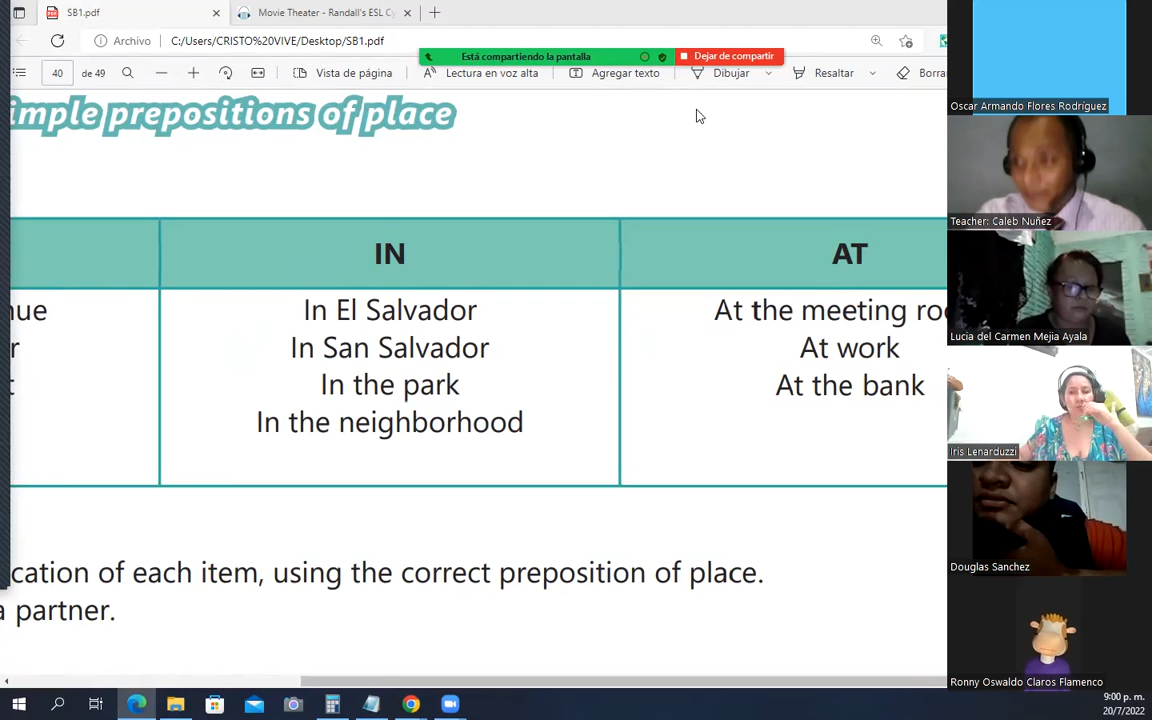 SB1.pdf
Movie Theater - Randall's ESL Cy
Archivo
C:/Users/CRISTO%20VIVE/Desktop/SB1.pdf
Está compartiendo la pantalla
Dejar de compartir
40
de 49
Vista de página
Lectura en voz alta
Agregar texto
Dibujar
Resaltar
Borra
imple prepositions of place
IN
AT
nue
In El Salvador
At the meeting roo
r
In San Salvador
At work
t
In the park
At the bank
In the neighborhood
cation of each item, using the correct preposition of place.
a partner.
Oscar Armando Flores Rodríguez
Teacher: Caleb Nuñez
Lucia del Carmen Mejia Ayala
Iris Lenarduzzi
Douglas Sanchez
Ronny Oswaldo Claros Flamenco
9:00 p. m.
20/7/2022